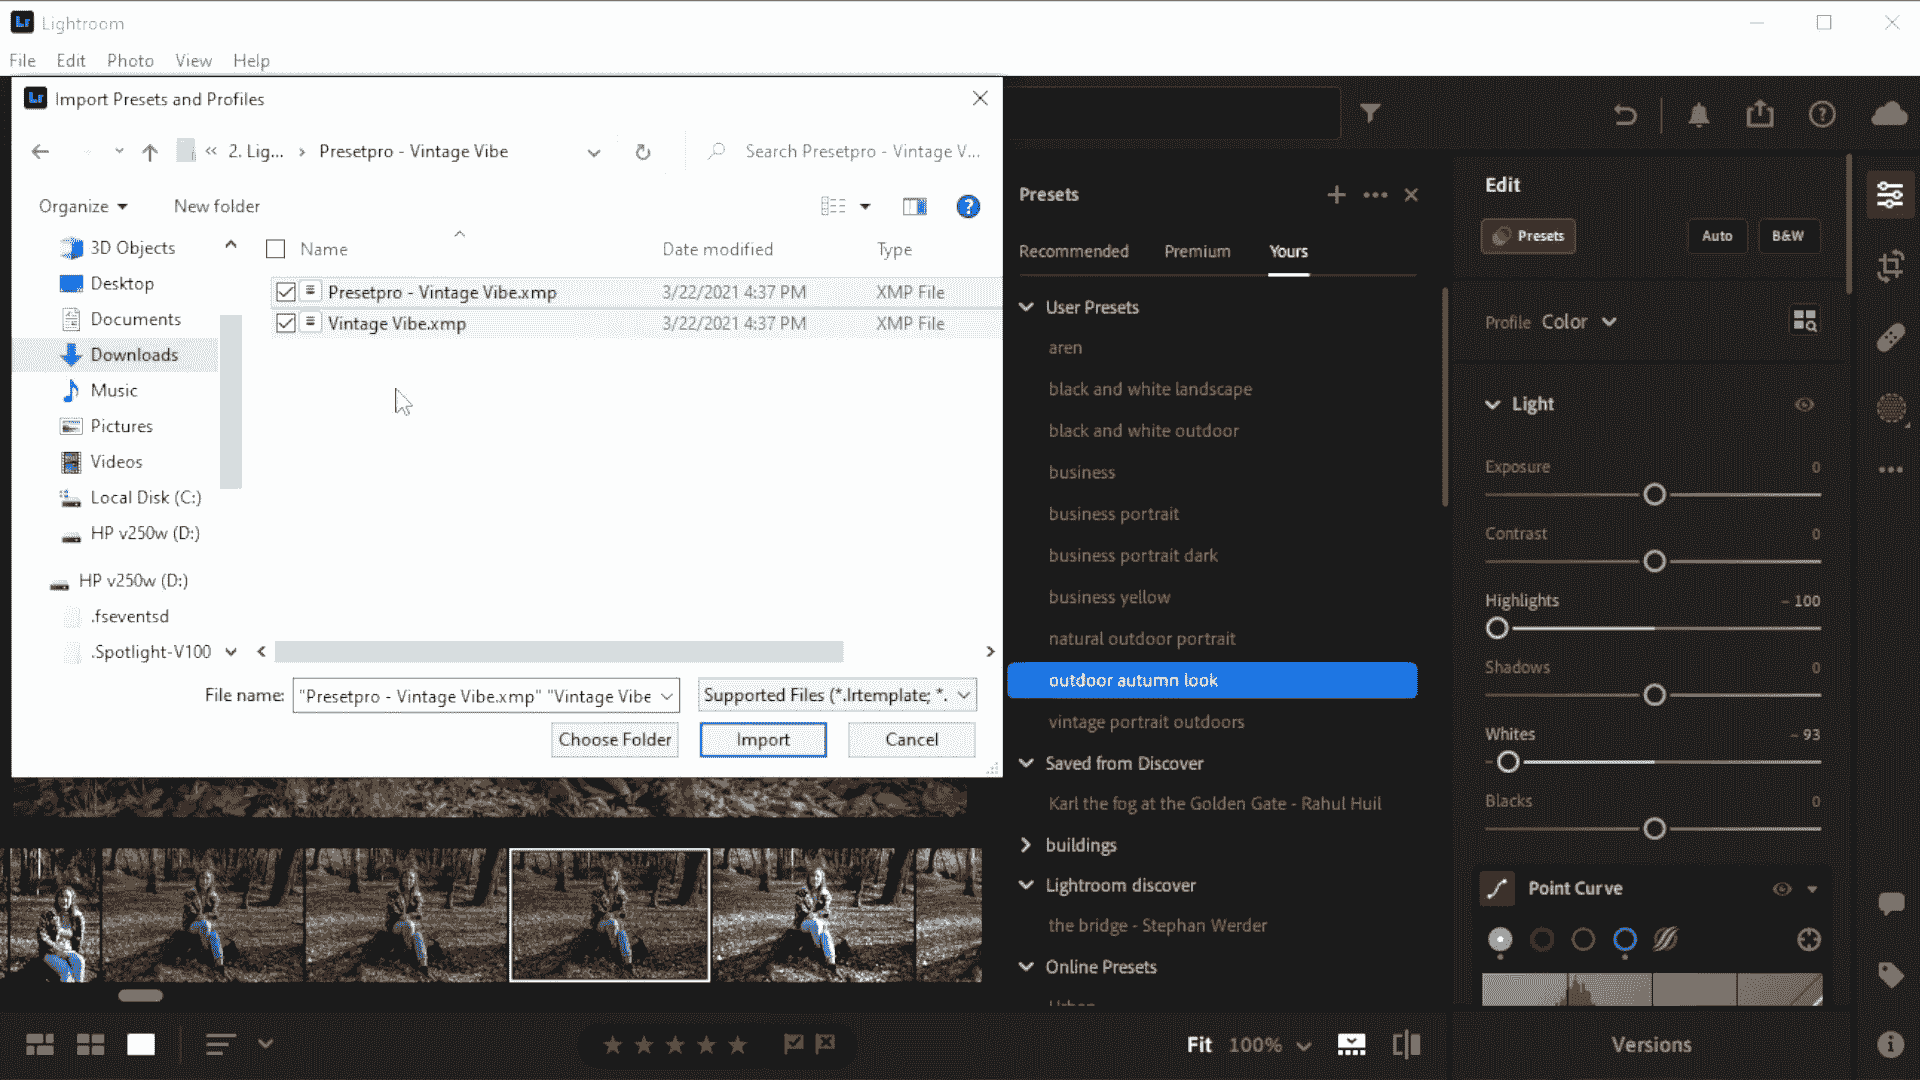 Lr Lightroom
File Edit Photo View Help
Lr Import Presets and Profiles
« 2. Lig... › Presetpro - Vintage Vibe
Search Presetpro - Vintage V...
Organize New folder
3D Objects
Desktop
Documents
Downloads
Music
Pictures
Videos
Local Disk (C:)
HP v250w (D:)
HP v250w (D:)
.fseventsd
.Spotlight-V100
Name Date modified Type
Presetpro - Vintage Vibe.xmp 3/22/2021 4:37 PM XMP File
Vintage Vibe.xmp 3/22/2021 4:37 PM XMP File
File name: "Presetpro - Vintage Vibe.xmp" "Vintage Vibe
Supported Files (*.lrtemplate; *.
Choose Folder Import Cancel
Presets
Recommended Premium Yours
User Presets
aren
black and white landscape
black and white outdoor
business
business portrait
business portrait dark
business yellow
natural outdoor portrait
outdoor autumn look
vintage portrait outdoors
Saved from Discover
Karl the fog at the Golden Gate - Rahul Huil
buildings
Lightroom discover
the bridge - Stephan Werder
Online Presets
Edit
Presets Auto B&W
Profile Color
Light
Exposure 0
Contrast 0
Highlights - 100
Shadows 0
Whites - 93
Blacks 0
Point Curve
Fit 100%
Versions